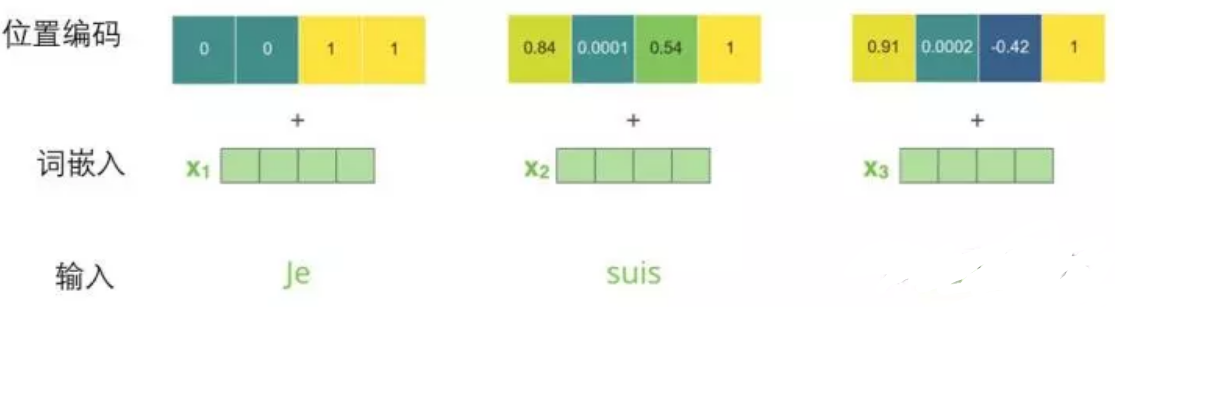 位置编码 0 0 1 1 0.84 0.0001 0.54 1 0.91 0.0002 -0.42 1
+ + +
词嵌入 x1 x2 x3
输入 Je suis